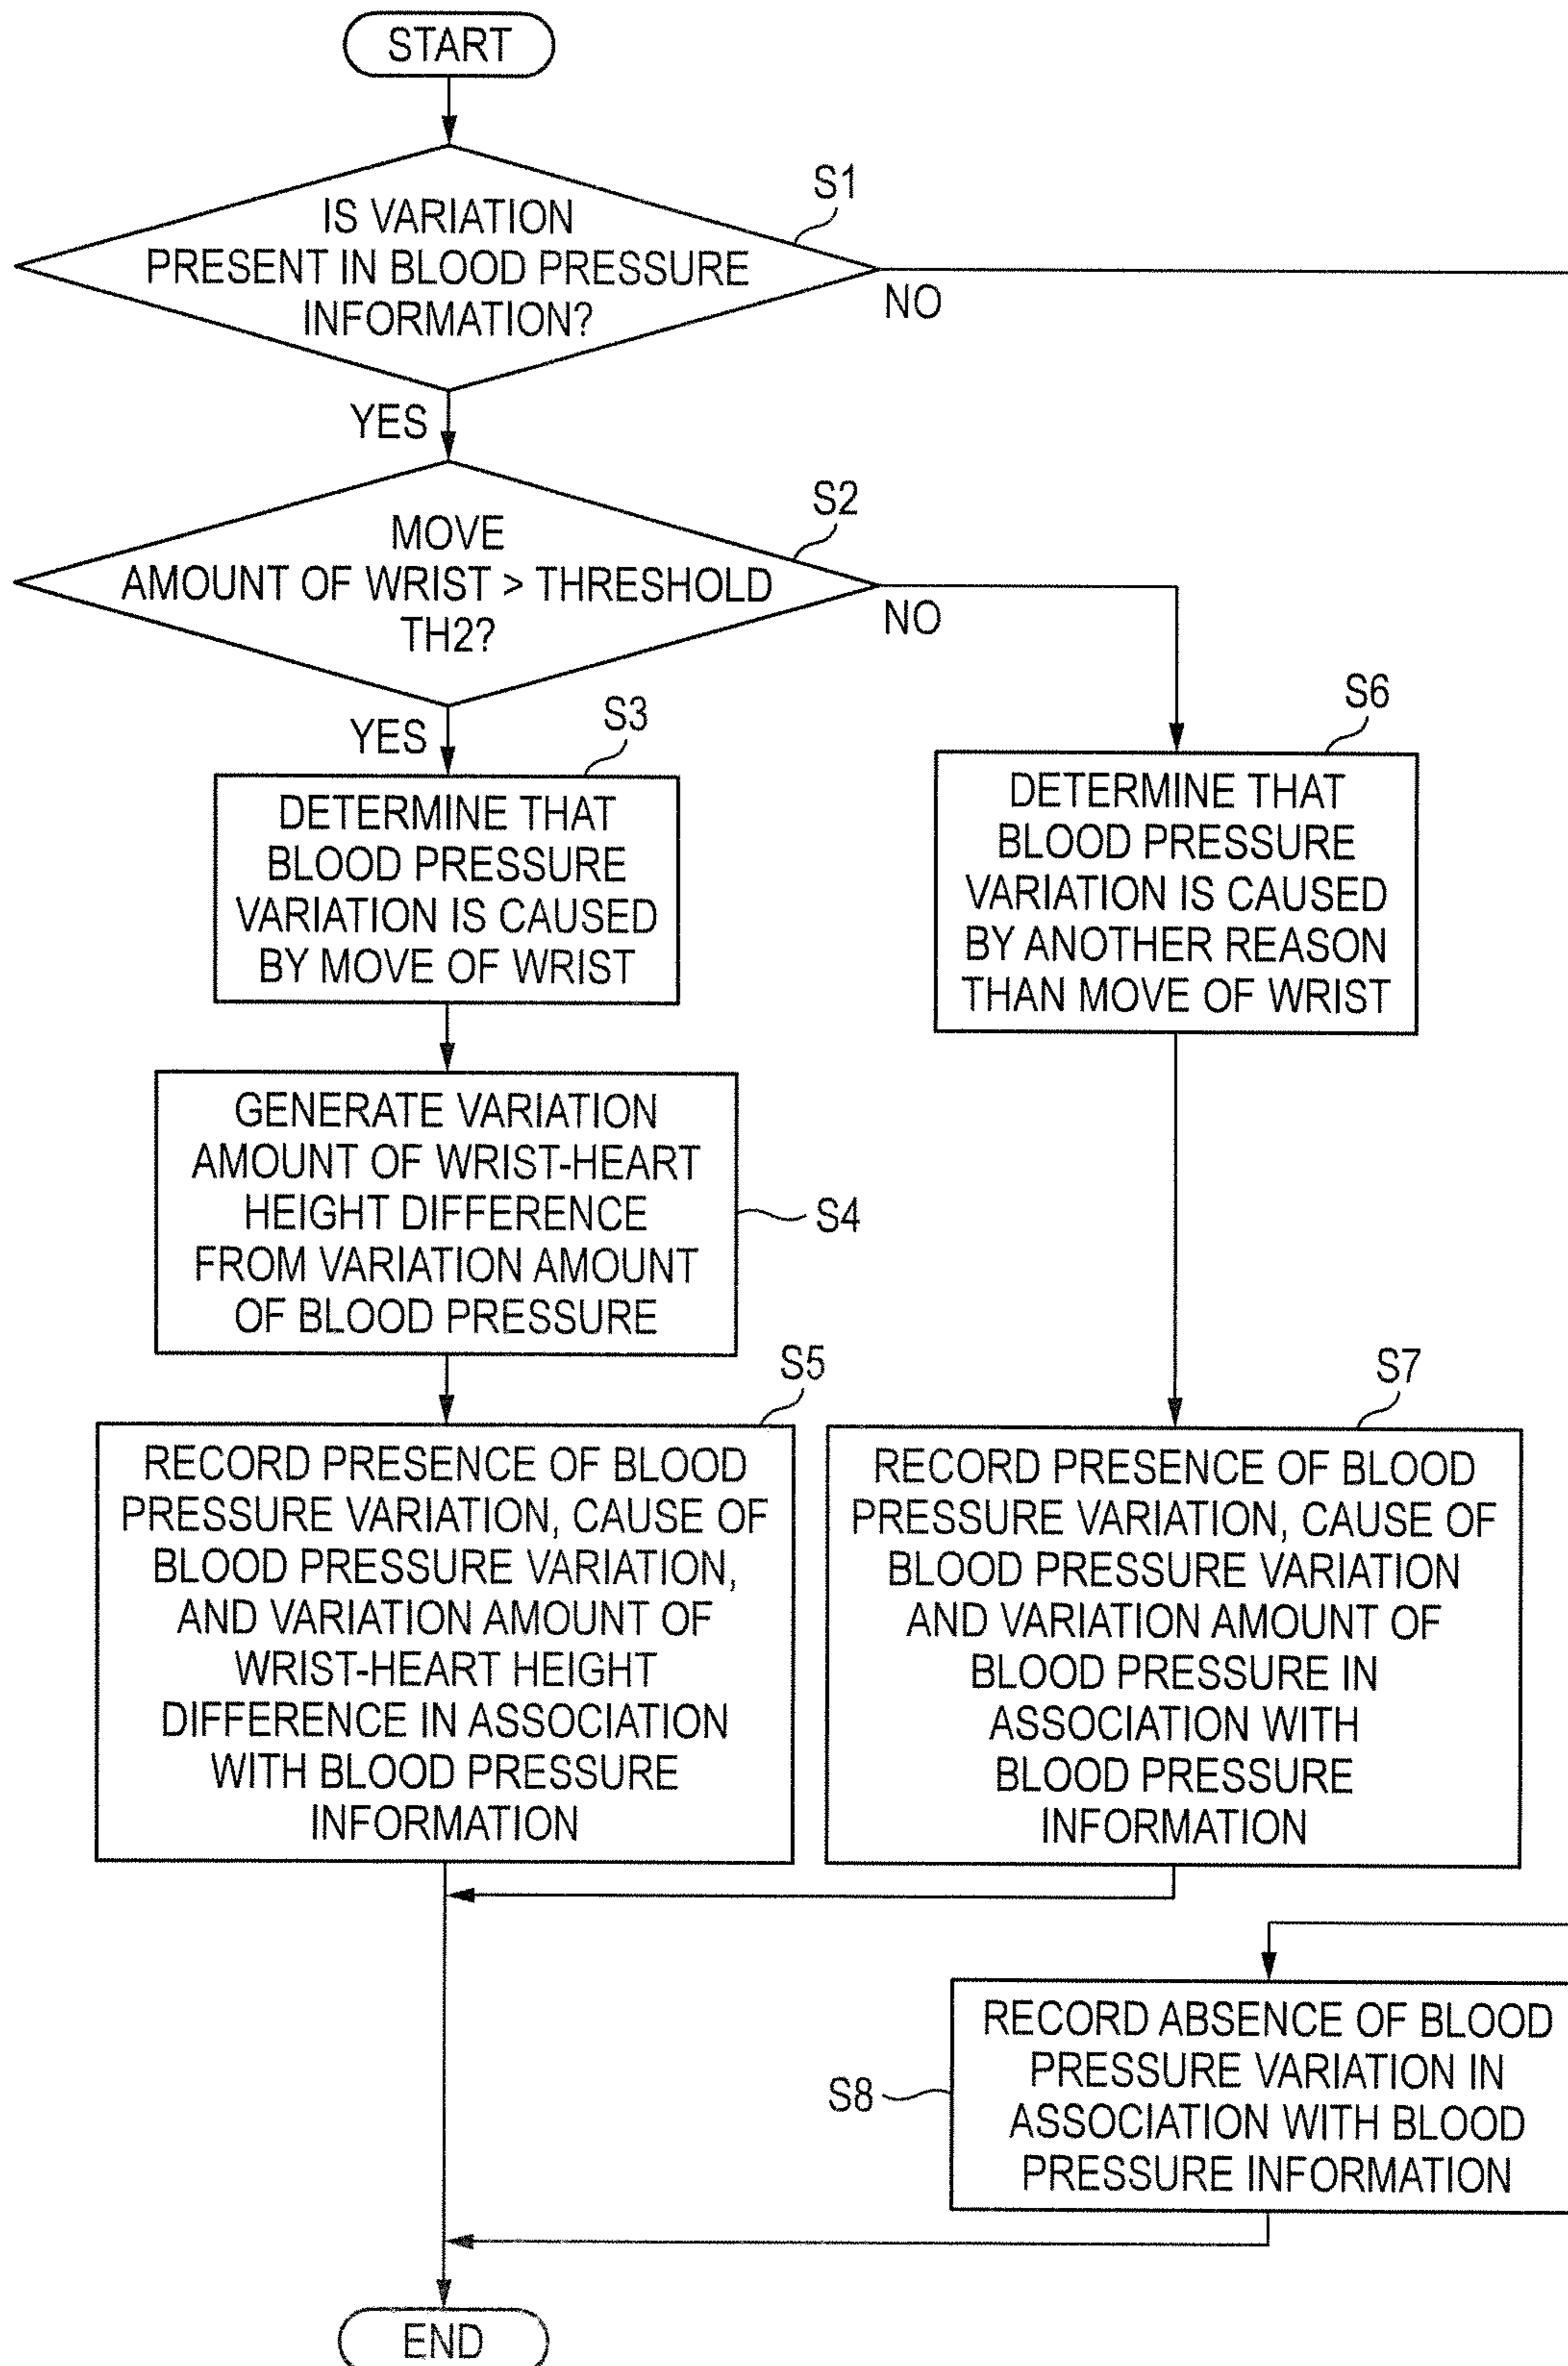 START
S1
IS VARIATION
PRESENT IN BLOOD PRESSURE
INFORMATION?
NO
YES
S2
MOVE
AMOUNT OF WRIST > THRESHOLD
TH2?
NO
YES
S3
DETERMINE THAT
BLOOD PRESSURE
VARIATION IS CAUSED
BY MOVE OF WRIST
S6
DETERMINE THAT
BLOOD PRESSURE
VARIATION IS CAUSED
BY ANOTHER REASON
THAN MOVE OF WRIST
GENERATE VARIATION
AMOUNT OF WRIST-HEART
HEIGHT DIFFERENCE
FROM VARIATION AMOUNT
OF BLOOD PRESSURE
S4
S5
RECORD PRESENCE OF BLOOD
PRESSURE VARIATION, CAUSE OF
BLOOD PRESSURE VARIATION,
AND VARIATION AMOUNT OF
WRIST-HEART HEIGHT
DIFFERENCE IN ASSOCIATION
WITH BLOOD PRESSURE
INFORMATION
S7
RECORD PRESENCE OF BLOOD
PRESSURE VARIATION, CAUSE OF
BLOOD PRESSURE VARIATION
AND VARIATION AMOUNT OF
BLOOD PRESSURE IN
ASSOCIATION WITH
BLOOD PRESSURE
INFORMATION
S8
RECORD ABSENCE OF BLOOD
PRESSURE VARIATION IN
ASSOCIATION WITH BLOOD
PRESSURE INFORMATION
END